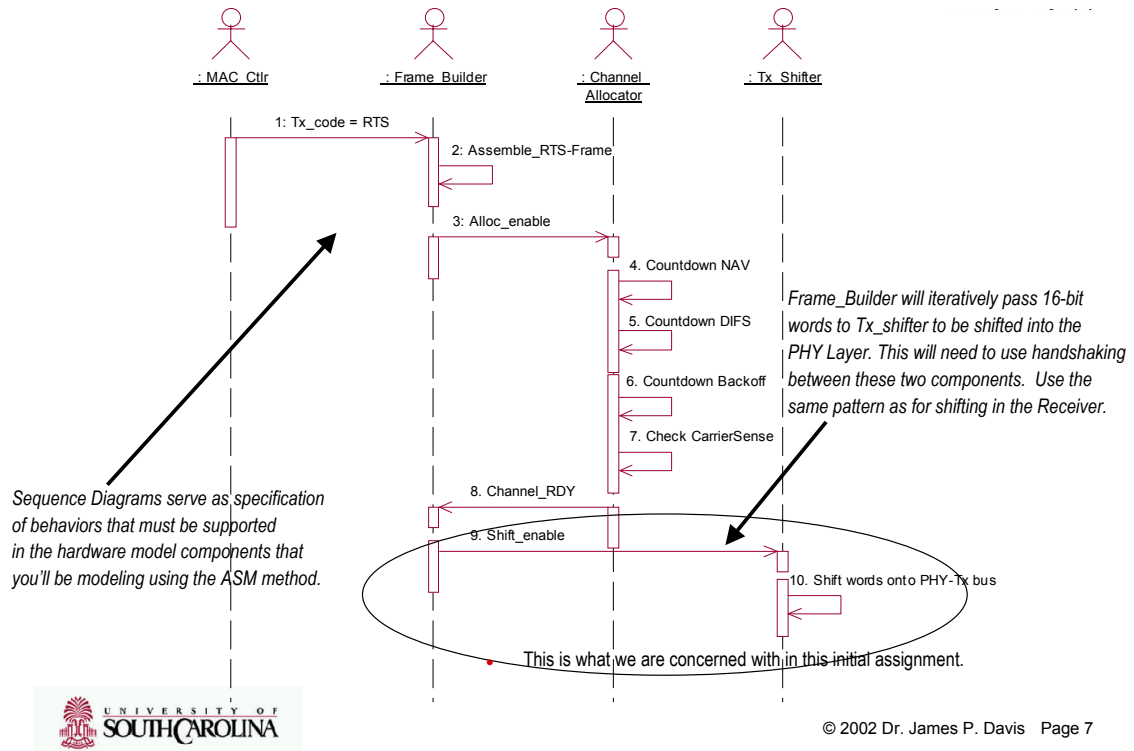 : MAC_Ctlr
: Frame_Builder
: Channel
Allocator
: Tx_Shifter
1: Tx_code = RTS
2: Assemble_RTS-Frame
3: Alloc_enable
4. Countdown NAV
5. Countdown DIFS
6. Countdown Backoff
7. Check CarrierSense
8. Channel_RDY
9. Shift_enable
10. Shift words onto PHY-Tx bus
Frame_Builder will iteratively pass 16-bit
words to Tx_shifter to be shifted into the
PHY Layer. This will need to use handshaking
between these two components. Use the
same pattern as for shifting in the Receiver.
Sequence Diagrams serve as specification
of behaviors that must be supported
in the hardware model components that
you'll be modeling using the ASM method.
• This is what we are concerned with in this initial assignment.
UNIVERSITY OF
SOUTH CAROLINA
© 2002 Dr. James P. Davis Page 7